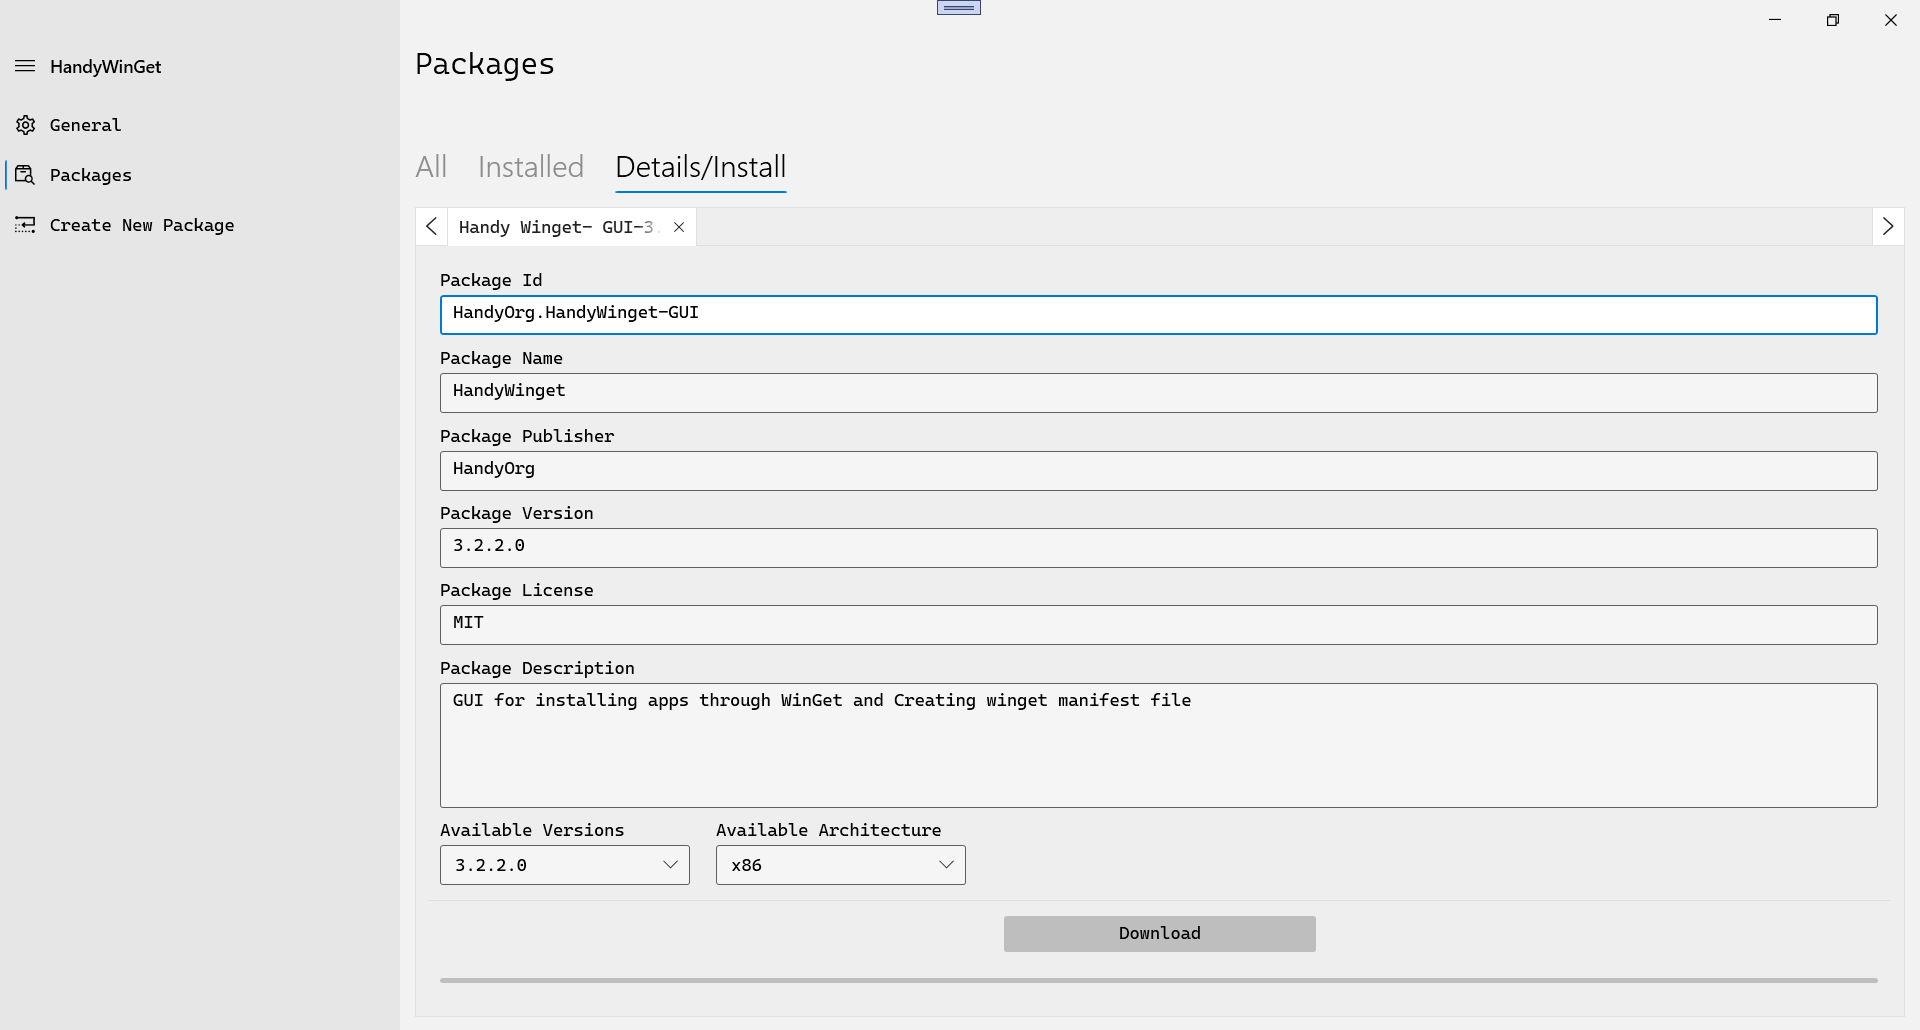 HandyWinGet
General
Packages
Create New Package
Packages
All Installed Details/Install
Handy Winget- GUI-3.
Package Id
HandyOrg.HandyWinget-GUI
Package Name
HandyWinget
Package Publisher
HandyOrg
Package Version
3.2.2.0
Package License
MIT
Package Description
GUI for installing apps through WinGet and Creating winget manifest file
Available Versions Available Architecture
3.2.2.0 x86
Download